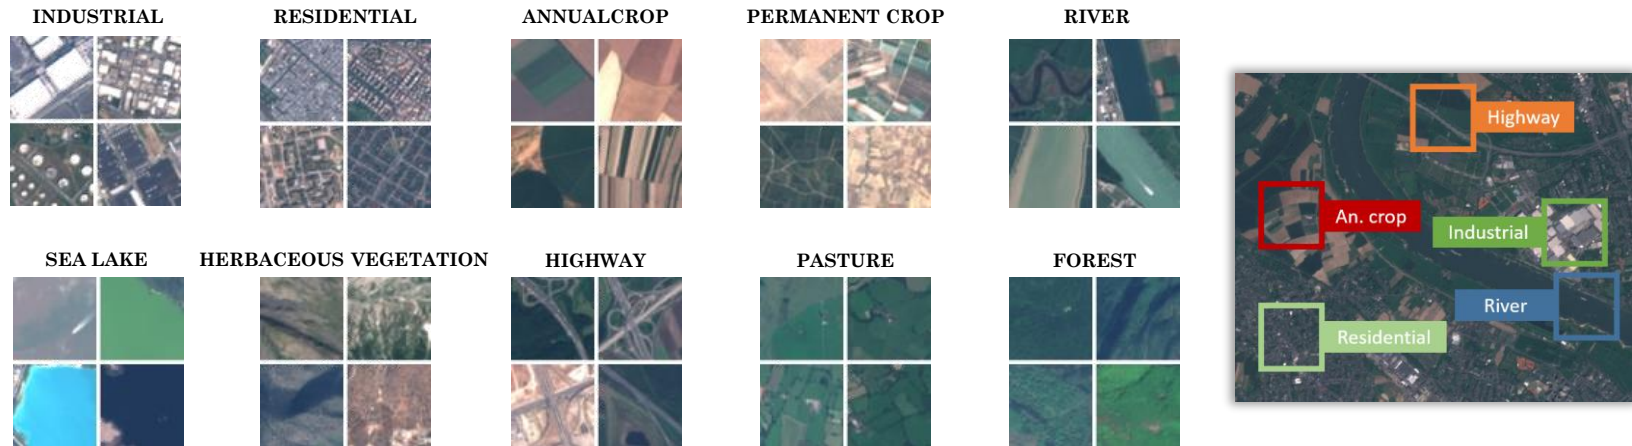 INDUSTRIAL
RESIDENTIAL
ANNUALCROP
PERMANENT CROP
RIVER
SEA LAKE
HERBACEOUS VEGETATION
HIGHWAY
PASTURE
FOREST
Highway
An. crop
Industrial
River
Residential